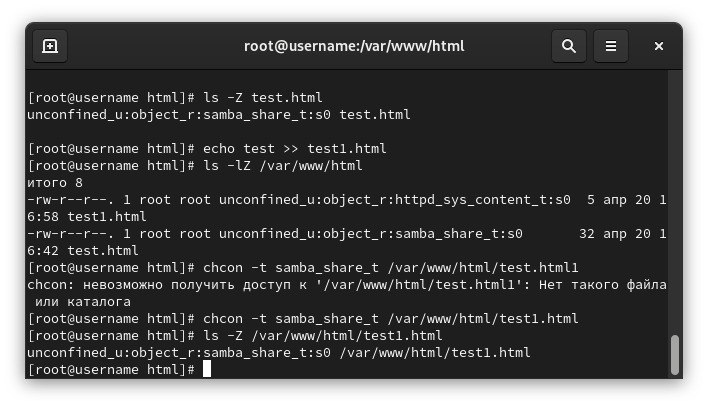 root@username:/var/www/html
[root@username html]# ls -Z test.html
unconfined_u:object_r:samba_share_t:s0 test.html
[root@username html]# echo test >> test1.html
[root@username html]# ls -lZ /var/www/html
итого 8
-rw-r--r--. 1 root root unconfined_u:object_r:httpd_sys_content_t:s0  5 апр 20 1
6:58 test1.html
-rw-r--r--. 1 root root unconfined_u:object_r:samba_share_t:s0       32 апр 20 1
6:42 test.html
[root@username html]# chcon -t samba_share_t /var/www/html/test.html1
chcon: невозможно получить доступ к '/var/www/html/test.html1': Нет такого файла
 или каталога
[root@username html]# chcon -t samba_share_t /var/www/html/test1.html
[root@username html]# ls -Z /var/www/html/test1.html
unconfined_u:object_r:samba_share_t:s0 /var/www/html/test1.html
[root@username html]#